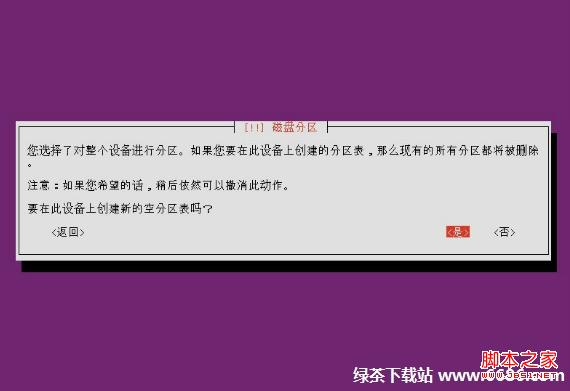 [!!] 磁盘分区
您选择了对整个设备进行分区。如果您要在此设备上创建的分区表，那么现有的所有分区都将被删除
。
注意：如果您希望的话，稍后依然可以撤消此动作。
要在此设备上创建新的空分区表吗？
<返回> <是> <否>
脚本之家
www.JB51.NET
绿茶下载站